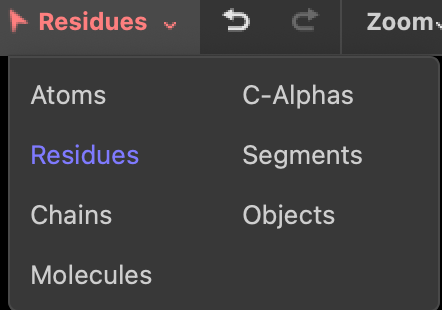 Residues
Zoom
Atoms
C-Alphas
Residues
Segments
Chains
Objects
Molecules